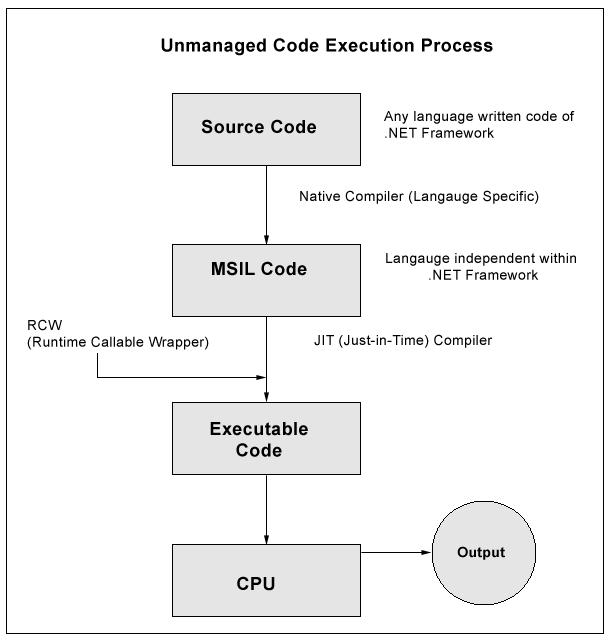 Unmanaged Code Execution Process
Source Code
Any language written code of
.NET Framework
Native Compiler (Langauge Specific)
MSIL Code
Langauge independent within
.NET Framework
RCW
(Runtime Callable Wrapper)
JIT (Just-in-Time) Compiler
Executable
Code
CPU
Output